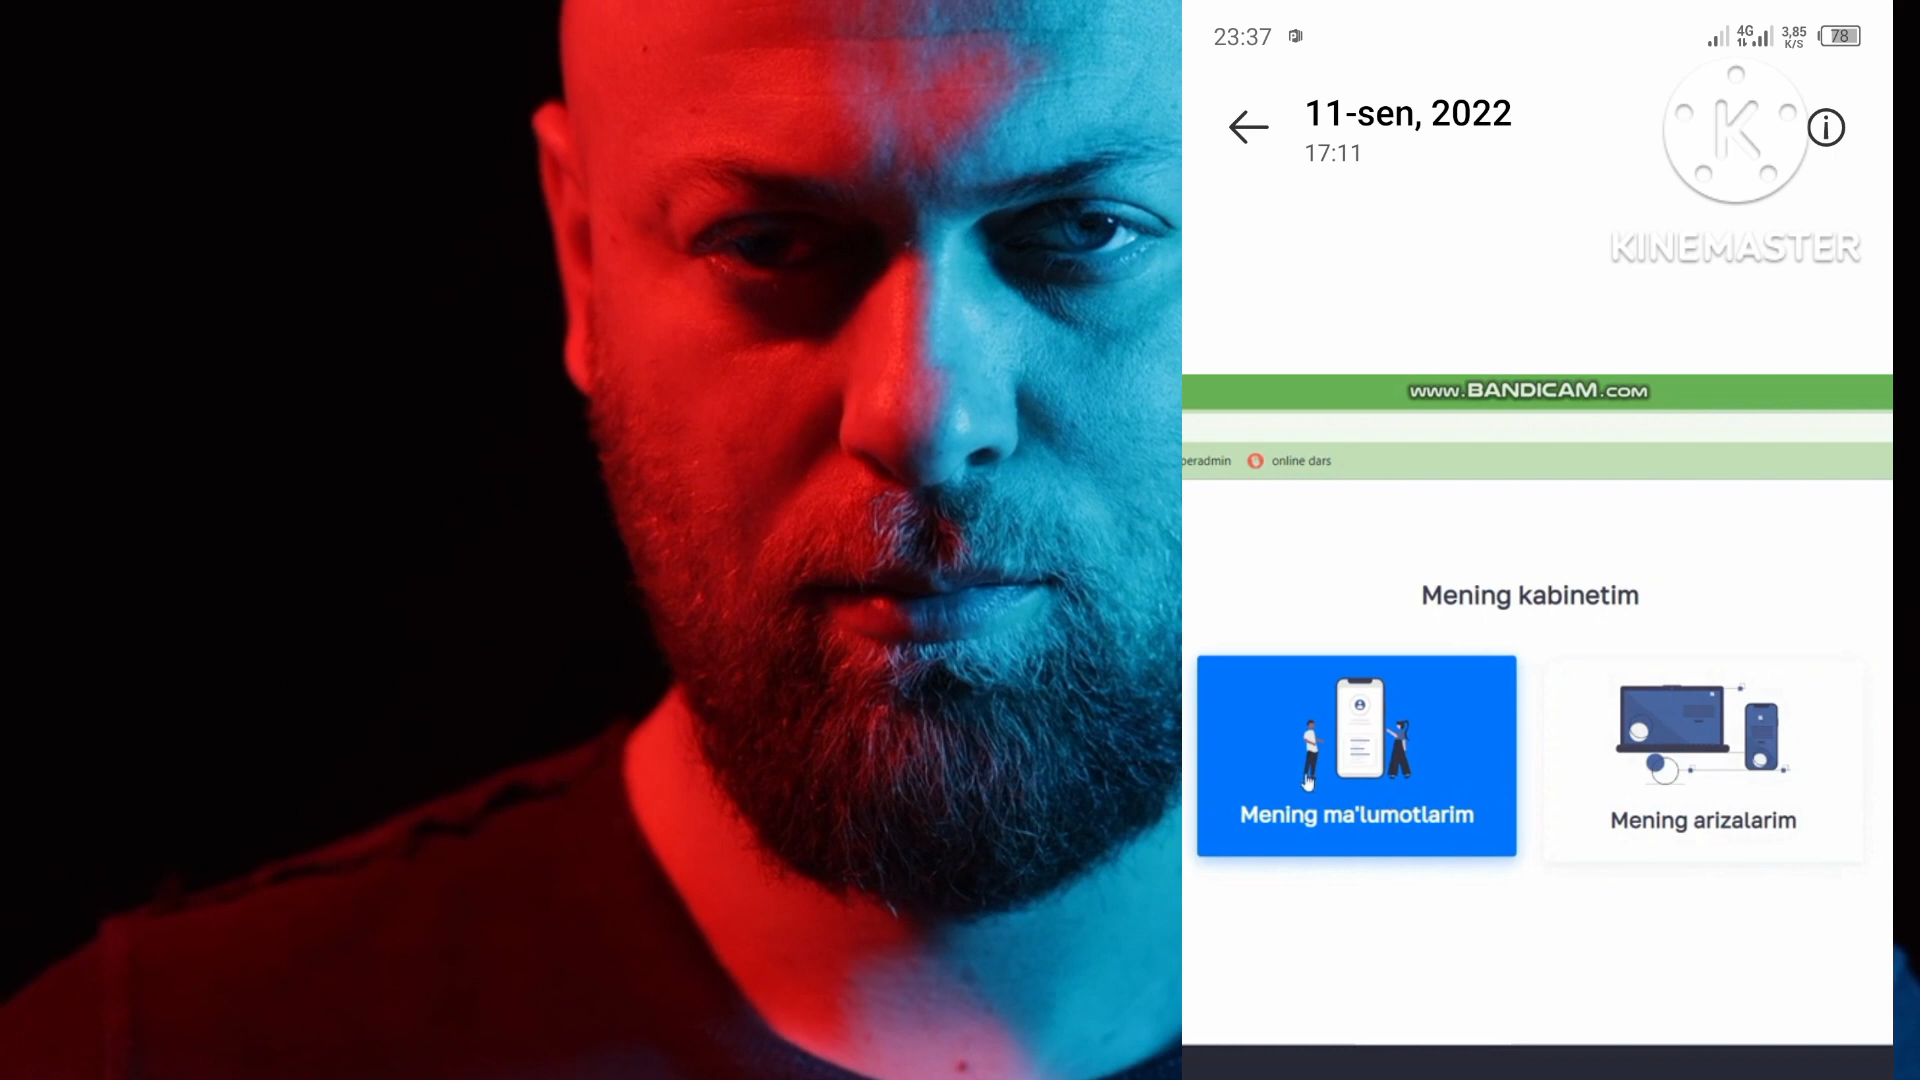 23:37
4G
3,85
K/S
78
11-sen, 2022
17:11
K
KINEMASTER
www.BANDICAM.com
peradmin
online dars
Mening kabinetim
Mening ma'lumotlarim
Mening arizalarim